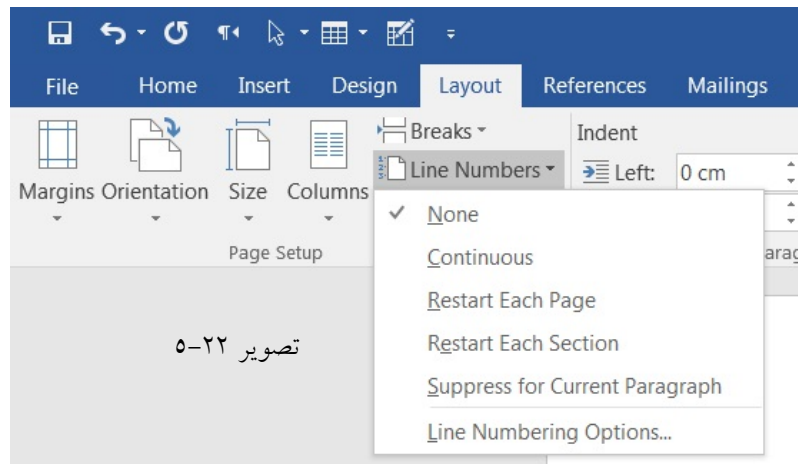 File Home Insert Design Layout References Mailings
Breaks
Indent
Line Numbers
Left: 0 cm
Margins Orientation Size Columns
None
Page Setup
Continuous
Restart Each Page
Restart Each Section
Suppress for Current Paragraph
Line Numbering Options...
تصویر ۲۲-۵